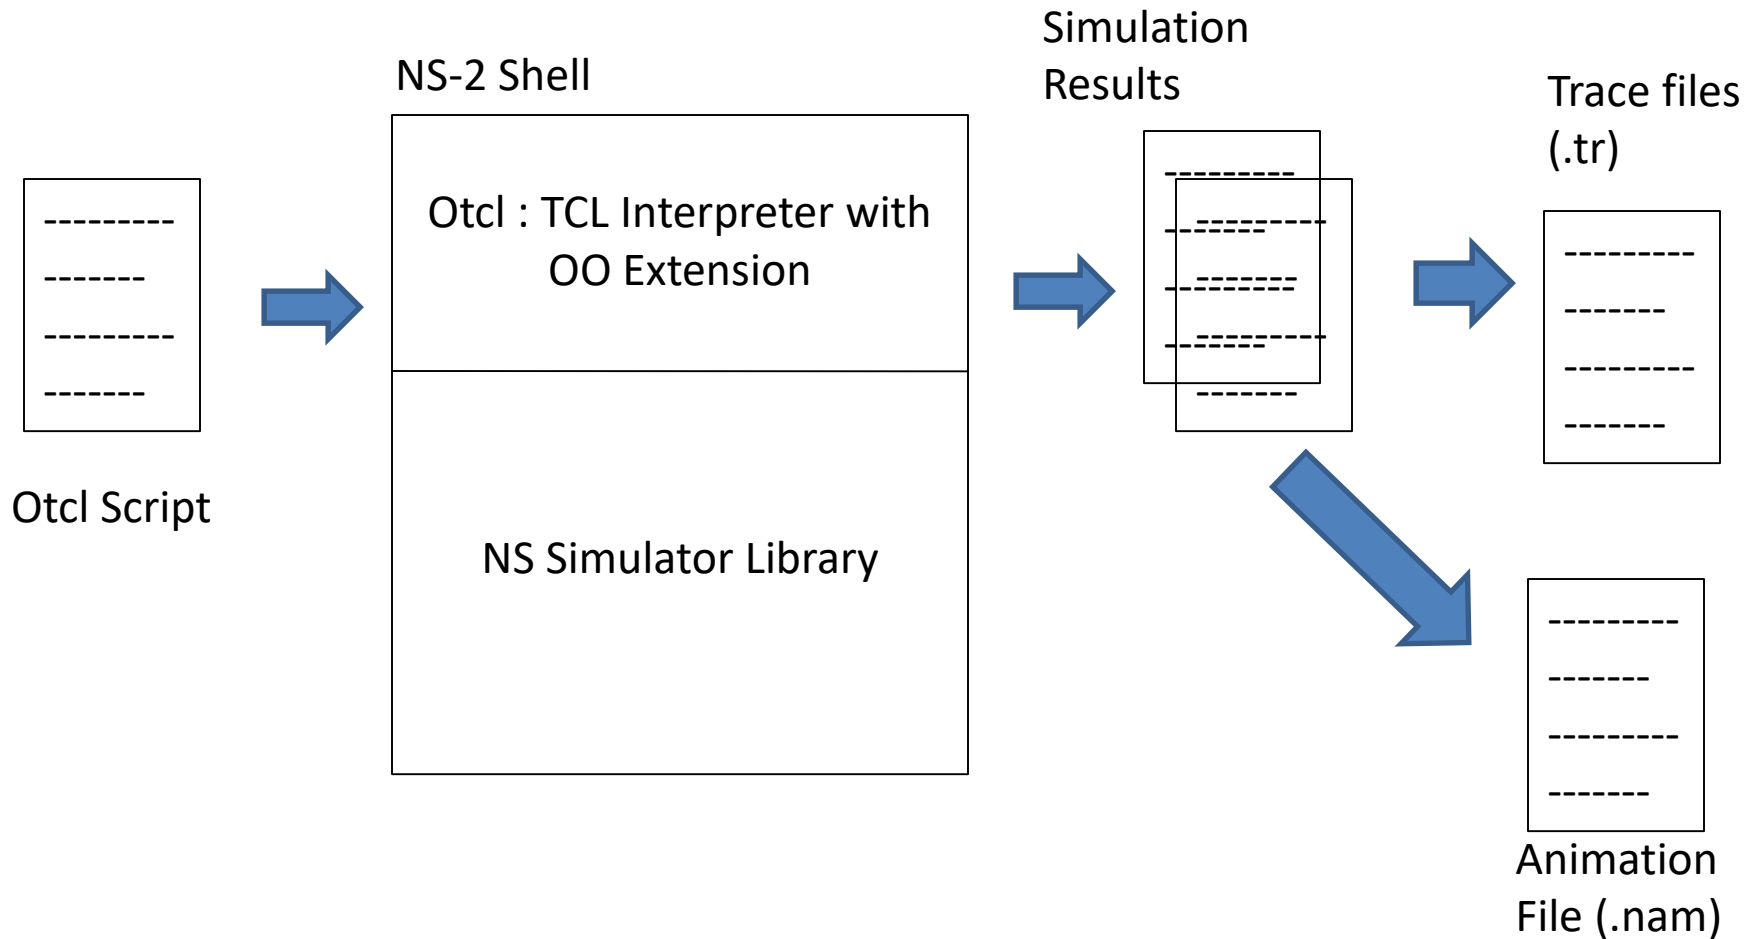 Simulation
Results
NS-2 Shell
Trace files
(.tr)
Otcl : TCL Interpreter with
OO Extension
Otcl Script
NS Simulator Library
Animation
File (.nam)